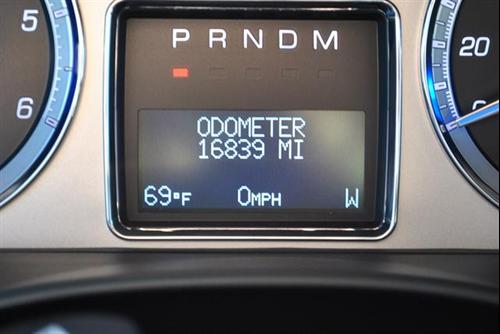 5
6
P R N D M
ODOMETER
16839 MI
69°F 0MPH W
20